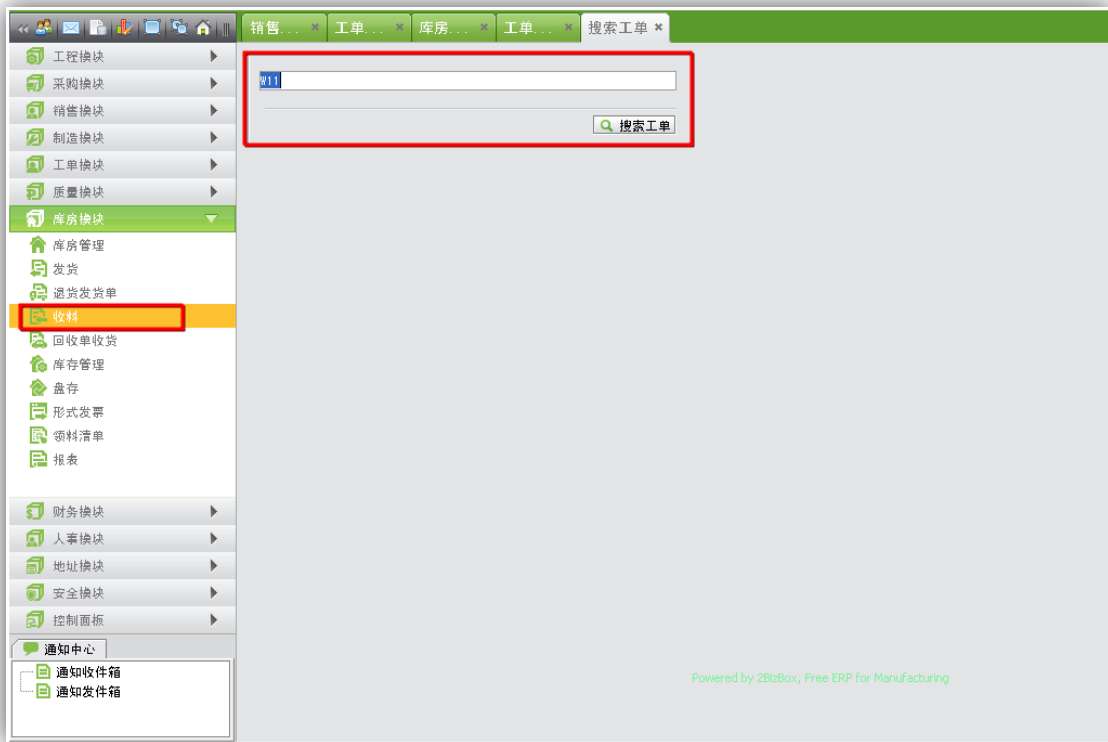 销售... × 工单... × 库房... × 工单... × 搜索工单 ×
工程模块
采购模块
销售模块
制造模块
工单模块
质量模块
库房模块
库房管理
发货
退货发货单
收料
回收单收货
库存管理
盘存
形式发票
领料清单
报表
财务模块
人事模块
地址模块
安全模块
控制面板
通知中心
通知收件箱
通知发件箱
W11
搜索工单
Powered by 2BizBox, Free ERP for Manufacturing